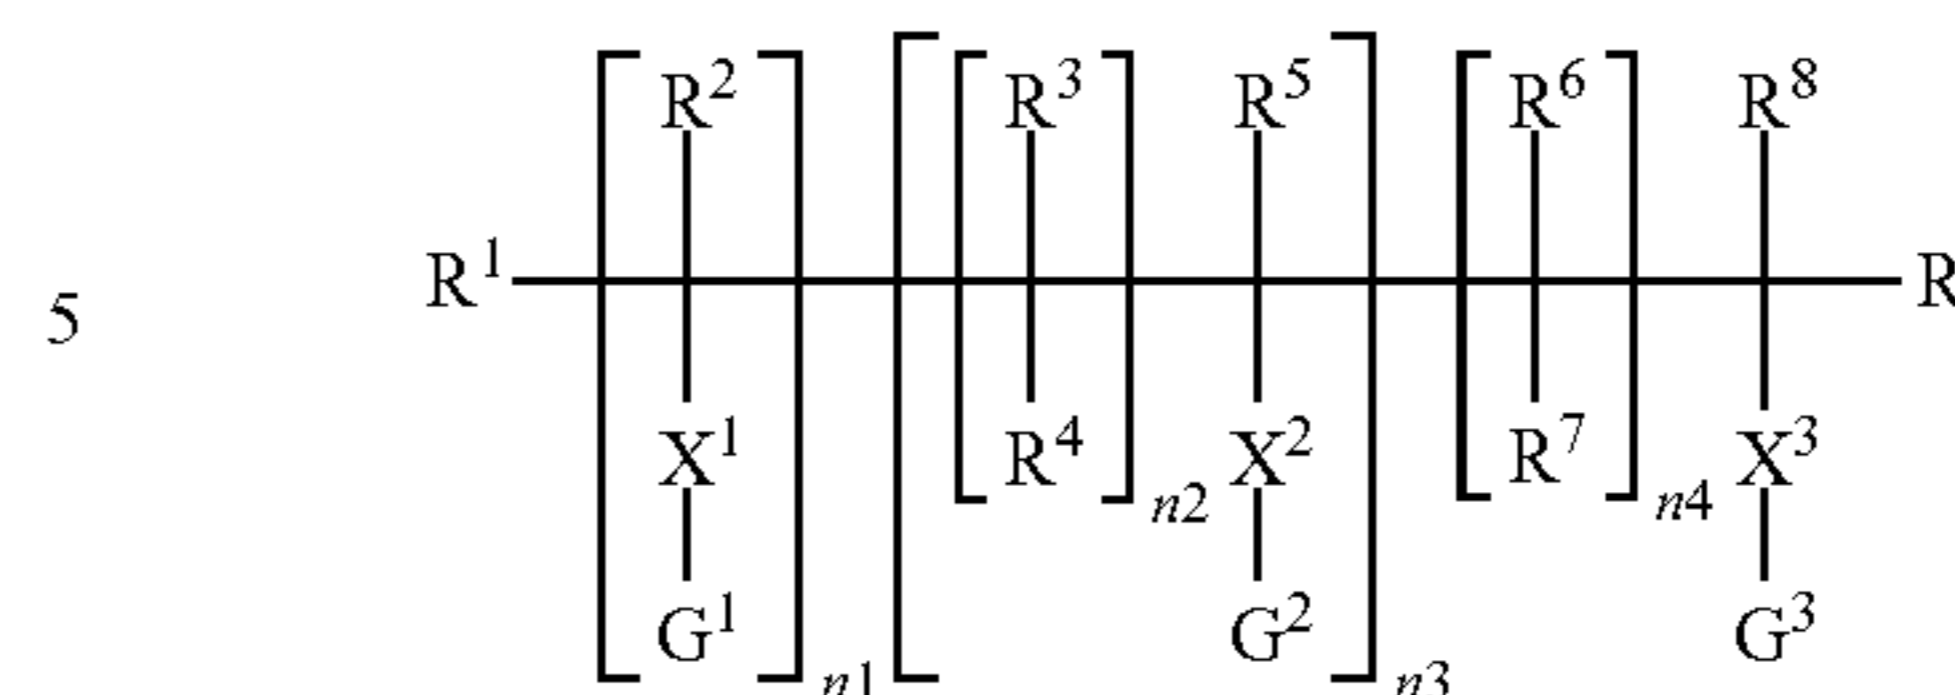 R² R³ R⁵ R⁶ R⁸
5 R¹ R
X¹ R⁴ n2 X² R⁷ n4 X³
G¹ n1 G² n3 G³